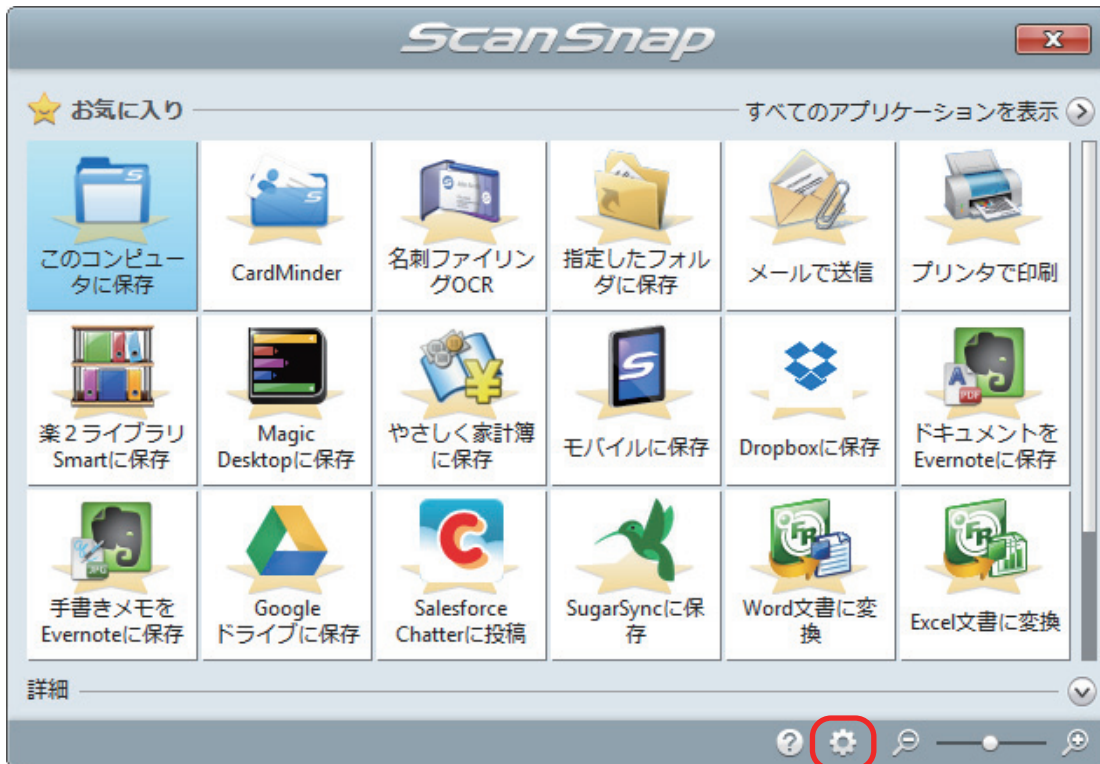 ScanSnap
お気に入り
すべてのアプリケーションを表示
このコンピュー
タに保存
CardMinder
名刺ファイリン
グOCR
指定したフォル
ダに保存
メールで送信
プリンタで印刷
楽2ライブラリ
Smartに保存
Magic
Desktopに保存
やさしく家計簿
に保存
モバイルに保存
Dropboxに保存
ドキュメントを
Evernoteに保存
手書きメモを
Evernoteに保存
Google
ドライブに保存
Salesforce
Chatterに投稿
SugarSyncに保
存
Word文書に変
換
Excel文書に変換
詳細